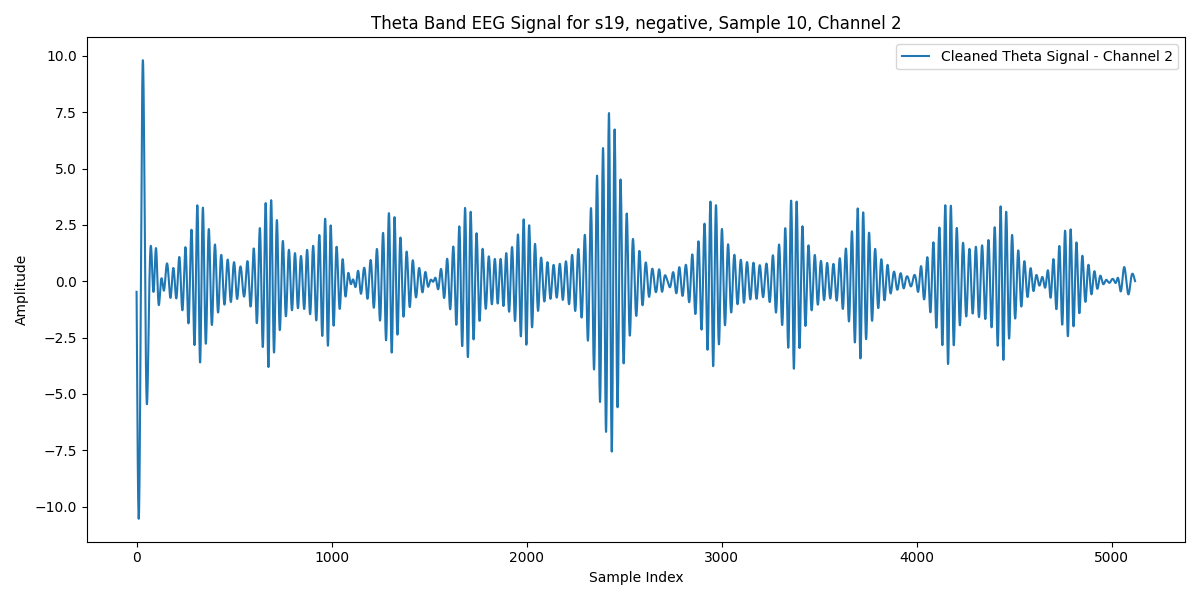 Theta Band EEG Signal for s19, negative, Sample 10, Channel 2
Cleaned Theta Signal - Channel 2
10.0
7.5
5.0
2.5
0.0
−2.5
−5.0
−7.5
−10.0
Amplitude
0 1000 2000 3000 4000 5000
Sample Index